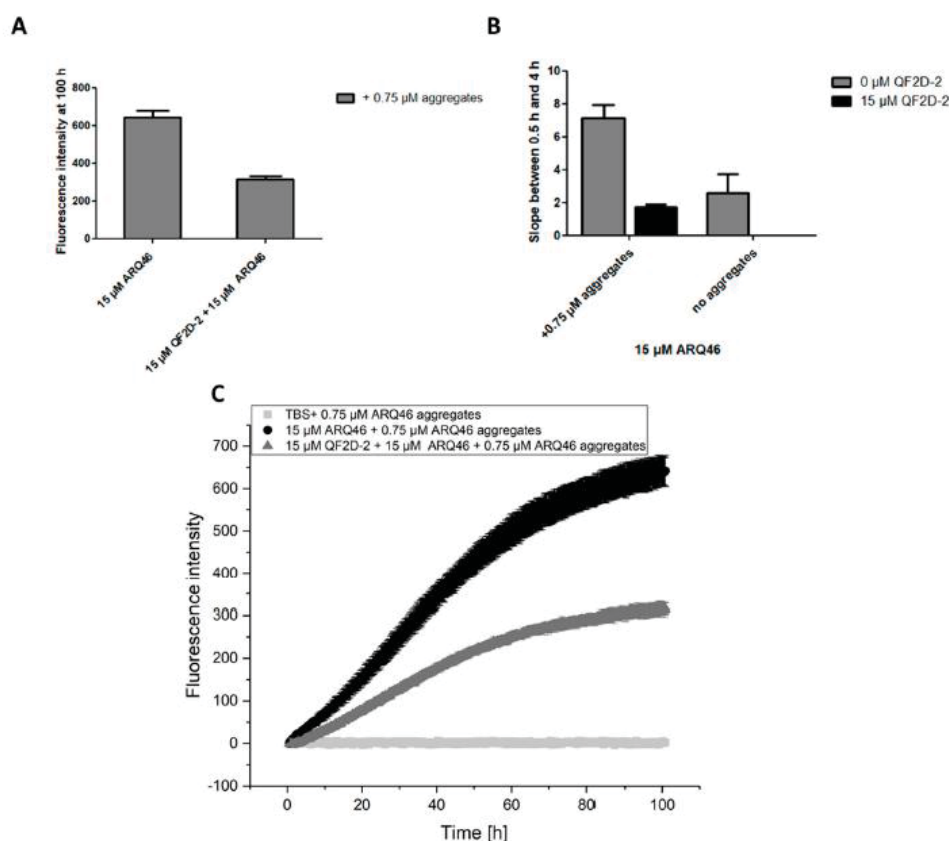 A
Fluorescence intensity at 100 h
800
600
400
200
0
15 µM ARQ46
15 µM QF2D-2 +15 µM ARQ46
+ 0.75 µM aggregates
B
Slope between 0.5 h and 4 h
10
8
6
4
2
0
+0.75 µM aggregates
no aggregates
15 µM ARQ46
0 µM QF2D-2
15 µM QF2D-2
C
TBS+ 0.75 µM ARQ46 aggregates
15 µM ARQ46 + 0.75 µM ARQ46 aggregates
15 µM QF2D-2 + 15 µM ARQ46 + 0.75 µM ARQ46 aggregates
Fluorescence intensity
700
600
500
400
300
200
100
0
-100
0
20
40
60
80
100
Time [h]